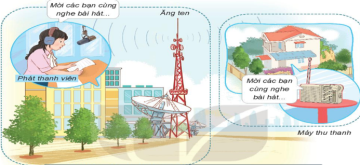 Mời các bạn cùng
nghe bài hát...
Phát thanh viên
Ăng ten
Mời các bạn
cùng nghe
bài hát...
Máy thu thanh